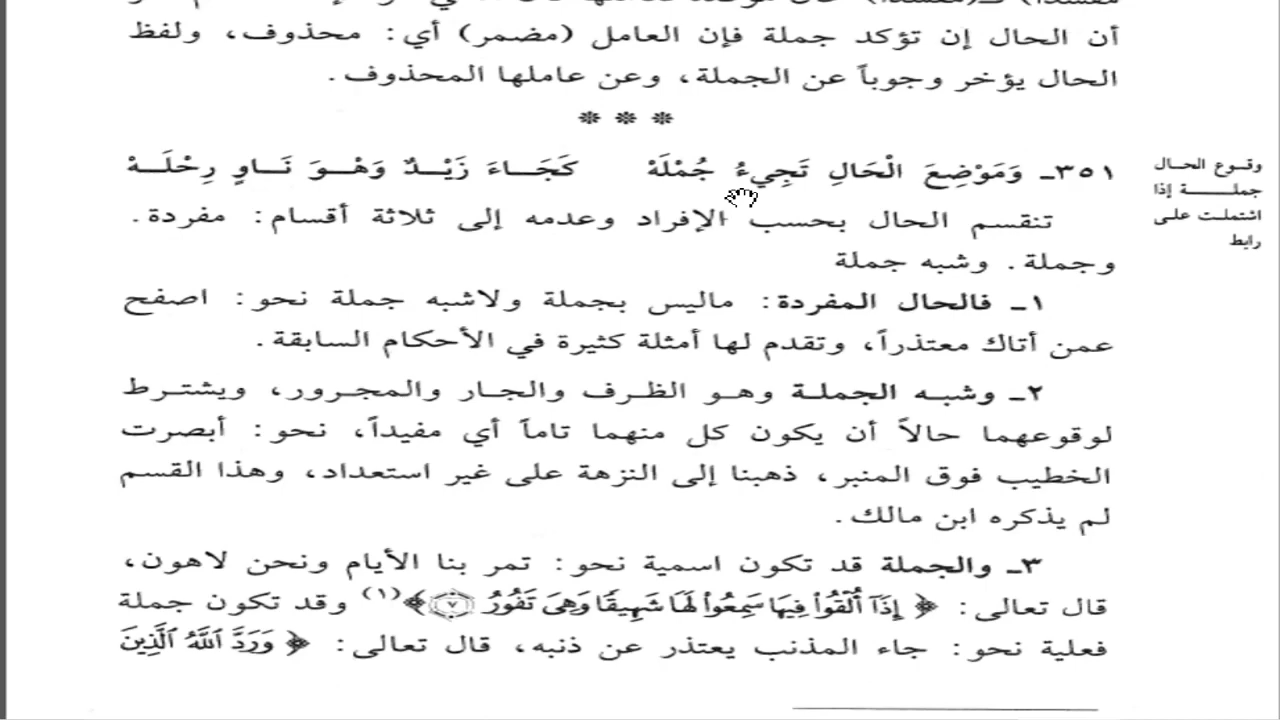 أن الحال إن تؤكد جملة فإن العامل (مضمر) أي: محذوف، ولفظ
الحال يؤخر وجوباً عن الجملة، وعن عاملها المحذوف.
* * *
٣٥١ـ وَمَوْضِعَ الْحَالِ تَجِيءُ جُمْلَهْ كَجَاءَ زَيْدٌ وَهْوَ نَاوٍ رِحْلَهْ
وقوع الحال
جملة إذا
اشتملت على
رابط
تنقسم الحال بحسب الإفراد وعدمه إلى ثلاثة أقسام: مفردة.
وجملة. وشبه جملة
١ـ فالحال المفردة: ماليس بجملة ولاشبه جملة نحو: اصفح
عمن أتاك معتذراً، وتقدم لها أمثلة كثيرة في الأحكام السابقة.
٢ـ وشبه الجملة وهو الظرف والجار والمجرور، ويشترط
لوقوعهما حالاً أن يكون كل منهما تاماً أي مفيداً، نحو: أبصرت
الخطيب فوق المنبر، ذهبنا إلى النزهة على غير استعداد، وهذا القسم
لم يذكره ابن مالك.
٣ـ والجملة قد تكون اسمية نحو: تمر بنا الأيام ونحن لاهون،
قال تعالى: ﴿إِذَآ أُلْقُوا۟ فِيهَا سَمِعُوا۟ لَهَا شَهِيقًا وَهِىَ تَفُورُ ٧﴾(١) وقد تكون جملة
فعلية نحو: جاء المذنب يعتذر عن ذنبه، قال تعالى: ﴿وَرَدَّ ٱللَّهُ ٱلَّذِينَ